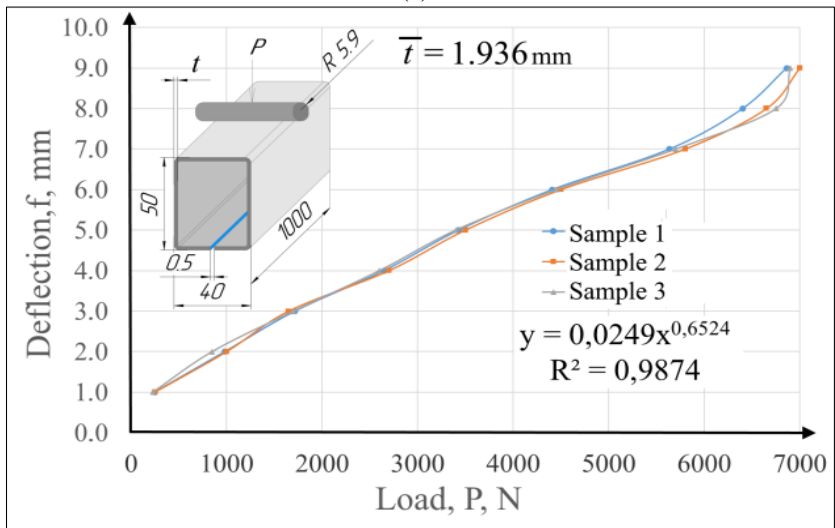 10.0
9.0
8.0
7.0
6.0
5.0
4.0
3.0
2.0
1.0
0.0
Deflection,f, mm
t
P
R 5.9
t = 1.936 mm
50
1000
0.5
40
Sample 1
Sample 2
Sample 3
y = 0,0249x^0,6524
R² = 0,9874
0 1000 2000 3000 4000 5000 6000 7000
Load, P, N